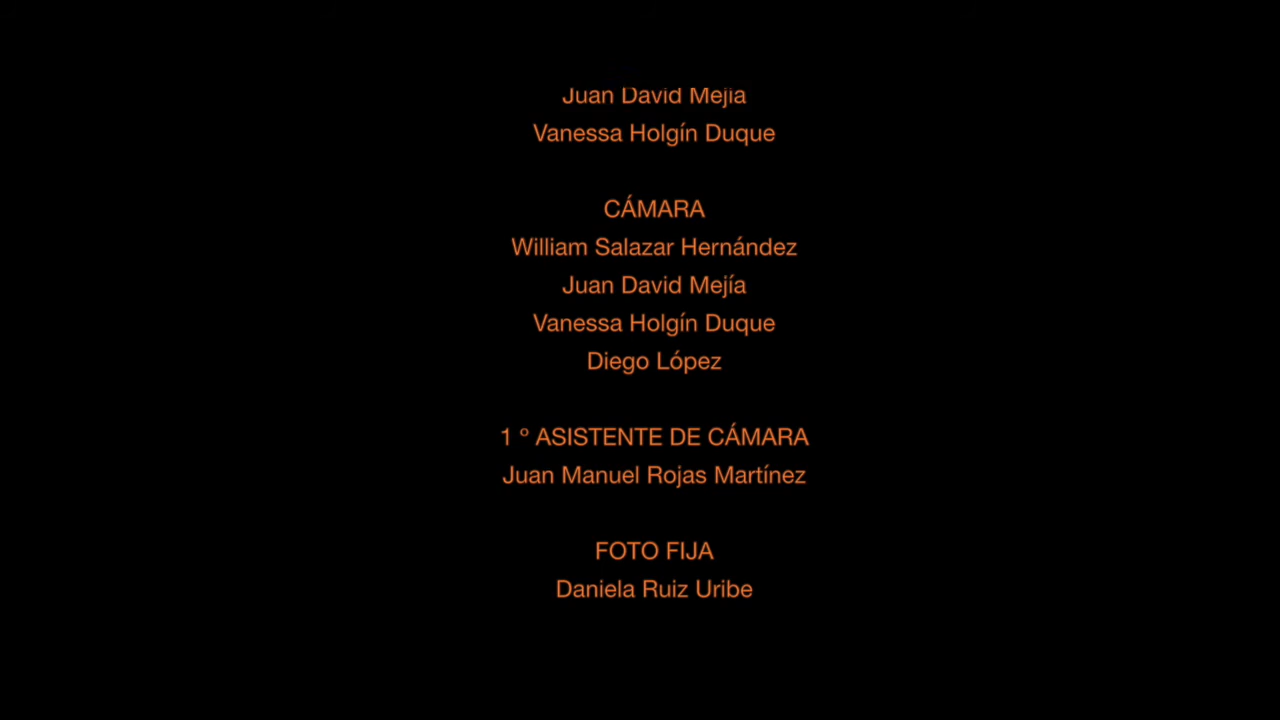 Juan David Mejía
Vanessa Holgín Duque
CÁMARA
William Salazar Hernández
Juan David Mejía
Vanessa Holgín Duque
Diego López
1 º ASISTENTE DE CÁMARA
Juan Manuel Rojas Martínez
FOTO FIJA
Daniela Ruiz Uribe